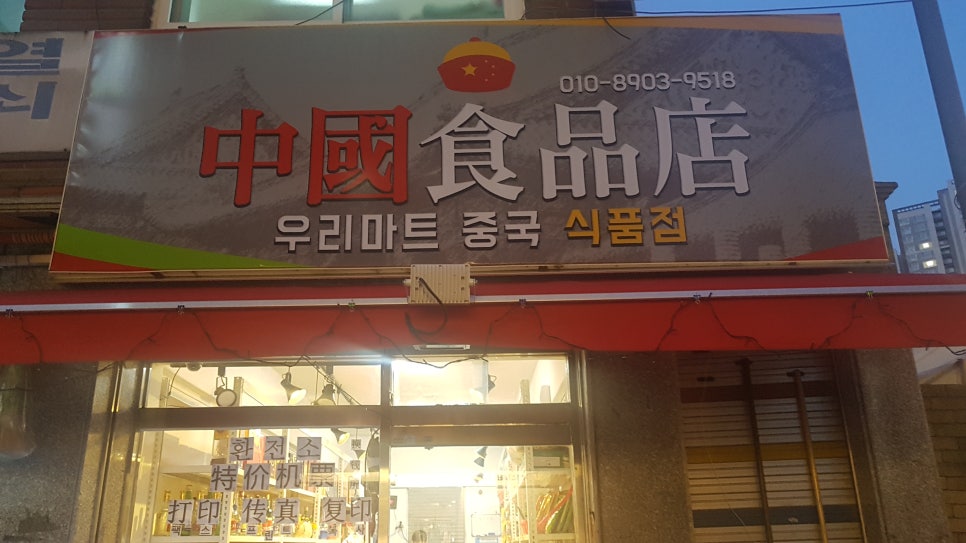 010-8903-9518
中國食品店
우리마트 중국 식품점
환전소
特价机票
打印 传真 复印